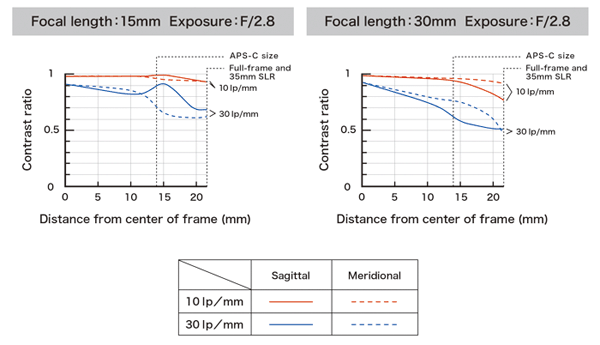 Focal length：15mm Exposure：F/2.8
APS-C size
Full-frame and
35mm SLR
1
0.5
0
Contrast ratio
10 lp/mm
30 lp/mm
0 5 10 15 20
Distance from center of frame (mm)
Focal length：30mm Exposure：F/2.8
APS-C size
Full-frame and
35mm SLR
1
0.5
0
Contrast ratio
10 lp/mm
30 lp/mm
0 5 10 15 20
Distance from center of frame (mm)
Sagittal Meridional
10 lp／mm
30 lp／mm